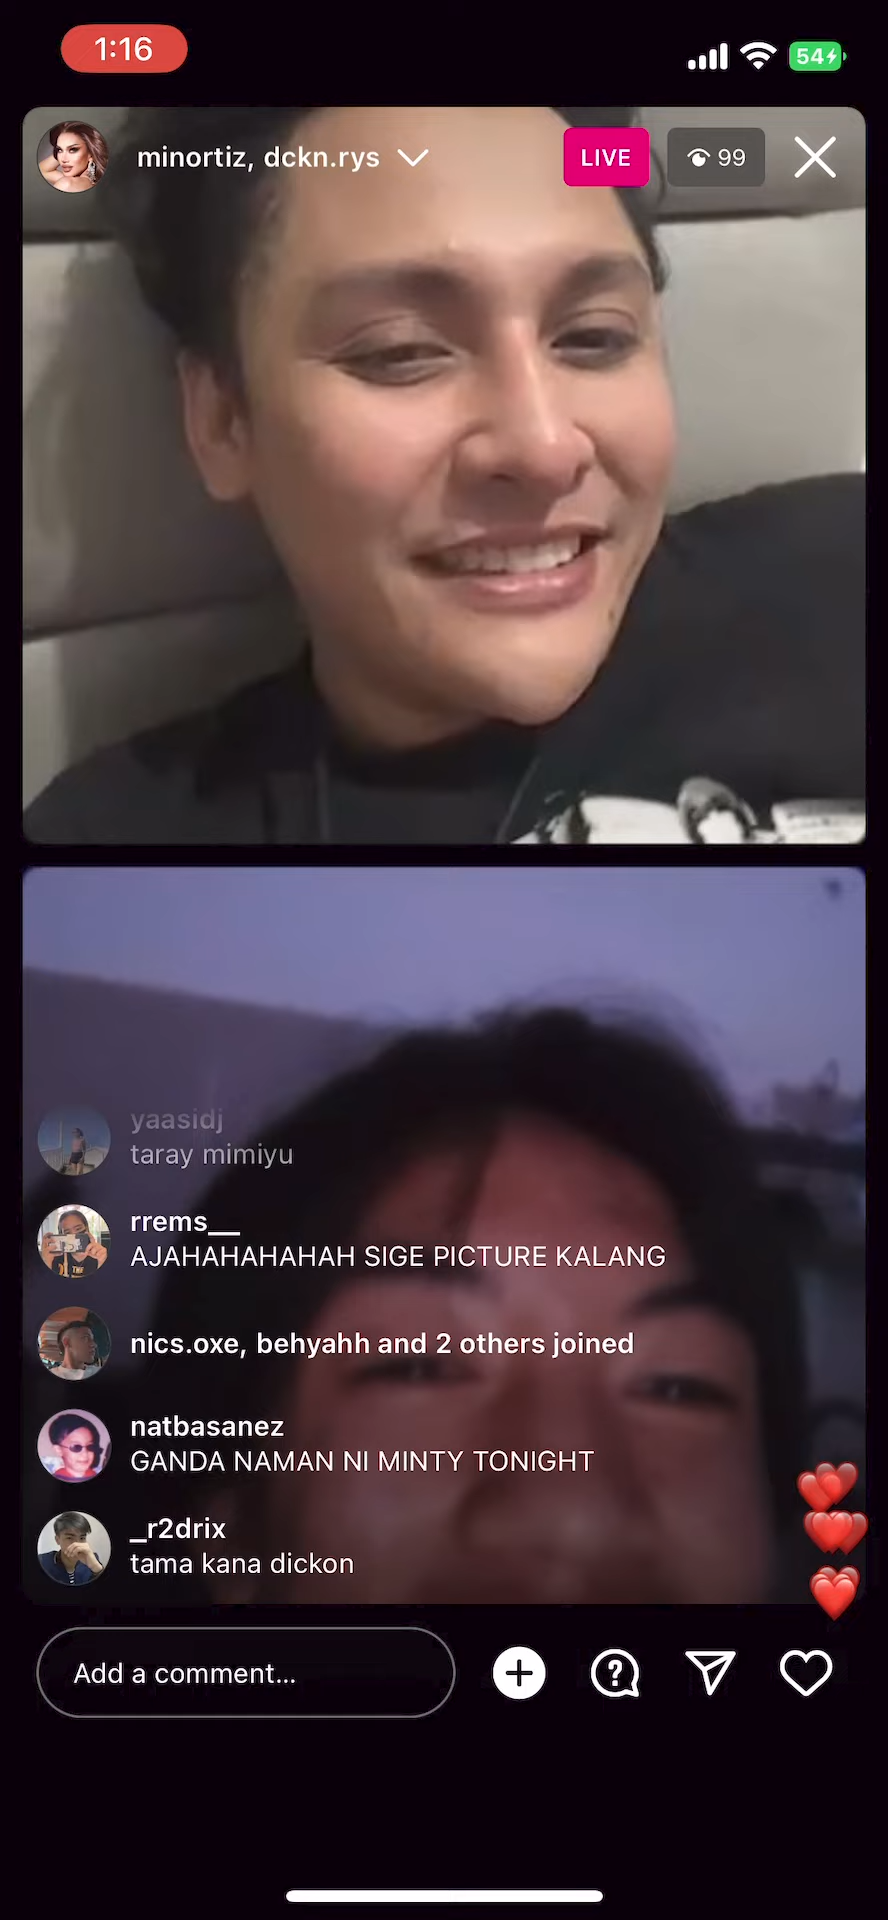 1:16
54
minortiz, dckn.rys
LIVE
99
yaasidj
taray mimiyu
rrems__
AJAHAHAHAHAH SIGE PICTURE KALANG
nics.oxe, behyahh and 2 others joined
natbasanez
GANDA NAMAN NI MINTY TONIGHT
_r2drix
tama kana dickon
Add a comment...